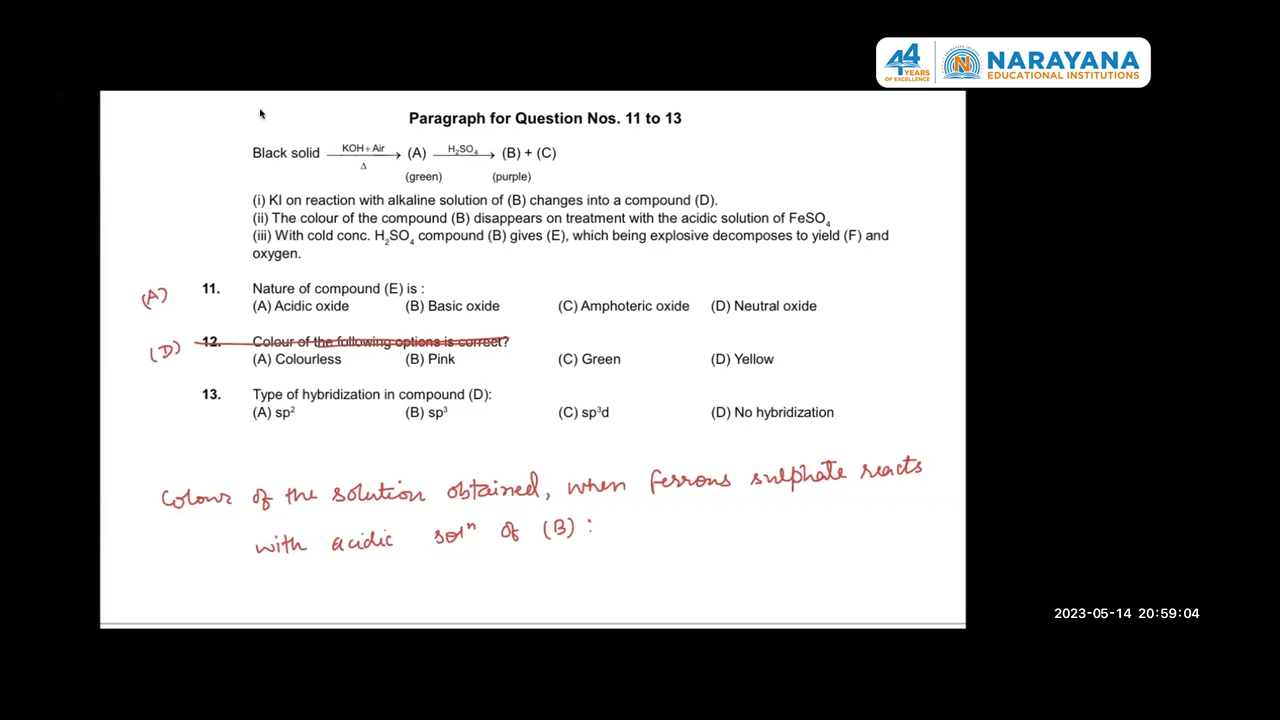 44
YEARS
OF EXCELLENCE
N
NARAYANA
EDUCATIONAL INSTITUTIONS
Paragraph for Question Nos. 11 to 13
Black solid KOH+Air Δ → (A) H₂SO₄ → (B) + (C)
(green) (purple)
(i) KI on reaction with alkaline solution of (B) changes into a compound (D).
(ii) The colour of the compound (B) disappears on treatment with the acidic solution of FeSO₄
(iii) With cold conc. H₂SO₄ compound (B) gives (E), which being explosive decomposes to yield (F) and
oxygen.
(A) 11. Nature of compound (E) is :
(A) Acidic oxide (B) Basic oxide (C) Amphoteric oxide (D) Neutral oxide
(D) 12. Colour of the following options is correct?
(A) Colourless (B) Pink (C) Green (D) Yellow
13. Type of hybridization in compound (D):
(A) sp² (B) sp³ (C) sp³d (D) No hybridization
Colour of the solution obtained, when ferrous sulphate reacts
with acidic solⁿ of (B) :
2023-05-14 20:59:04